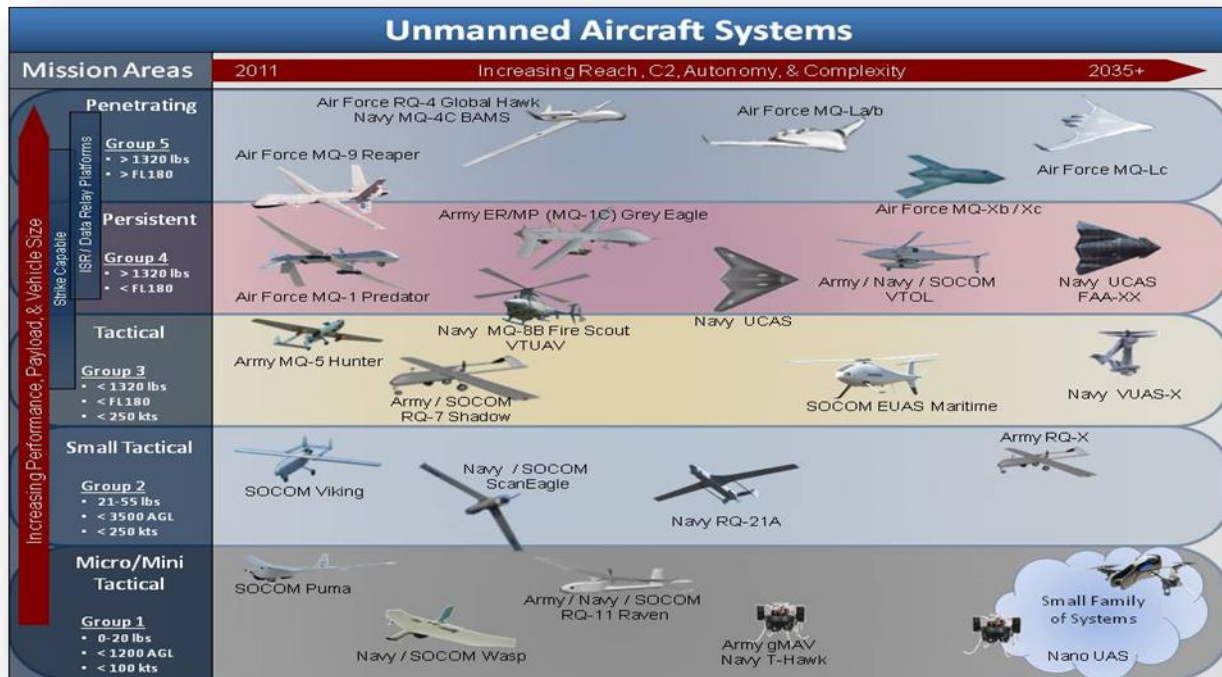 Unmanned Aircraft Systems
Mission Areas
2011
Increasing Reach, C2, Autonomy, & Complexity
2035+
Increasing Performance, Payload, & Vehicle Size
Strike Capable
ISR / Data Relay Platforms
Penetrating
Group 5
• > 1320 lbs
• > FL180
Air Force RQ-4 Global Hawk
Navy MQ-4C BAMS
Air Force MQ-La/b
Air Force MQ-9 Reaper
Air Force MQ-Lc
Air Force MQ-Xb / Xc
Persistent
Group 4
• > 1320 lbs
• < FL180
Army ER/MP (MQ-1C) Grey Eagle
Air Force MQ-1 Predator
Army / Navy / SOCOM
VTOL
Navy UCAS
FAA-XX
Navy UCAS
Navy MQ-8B Fire Scout
VTUAV
Tactical
Group 3
• < 1320 lbs
• < FL180
• < 250 kts
Army MQ-5 Hunter
Army / SOCOM
RQ-7 Shadow
SOCOM EUAS Maritime
Navy VUAS-X
Small Tactical
Group 2
• 21-55 lbs
• < 3500 AGL
• < 250 kts
SOCOM Viking
Navy / SOCOM
ScanEagle
Navy RQ-21A
Army RQ-X
Micro/Mini
Tactical
Group 1
• 0-20 lbs
• < 1200 AGL
• < 100 kts
SOCOM Puma
Army / Navy / SOCOM
RQ-11 Raven
Navy / SOCOM Wasp
Army gMAV
Navy T-Hawk
Small Family
of Systems
Nano UAS